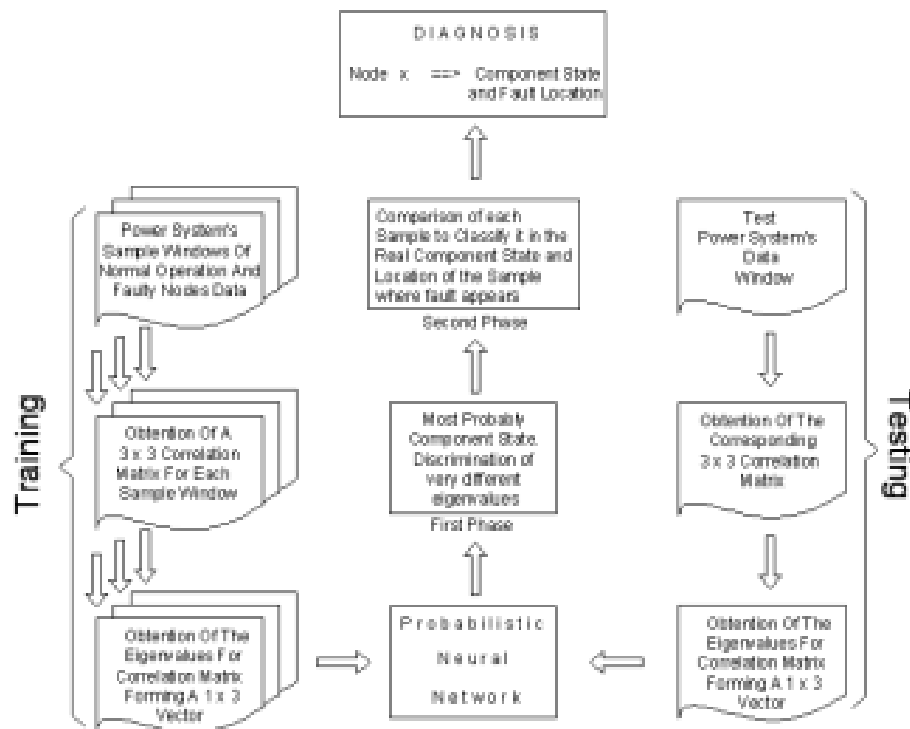 DIAGNOSIS
Node x ==> Component State
and Fault Location
Power System's
Sample Windows Of
Normal Operation And
Faulty Nodes Data
Comparison of each
Sample to Classify it in the
Real Component State and
Location of the Sample
where fault appears
Second Phase
Test
Power System's
Data
Window
Training
Obtention Of A
3 x 3 Correlation
Matrix For Each
Sample Window
Most Probably
Component State.
Discrimination of
very different
eigenvalues
First Phase
Obtention Of The
Corresponding
3 x 3 Correlation
Matrix
Testing
Obtention Of The
Eigenvalues For
Correlation Matrix
Forming A 1 x 3
Vector
Probabilistic
Neural
Network
Obtention Of The
Eigenvalues For
Correlation Matrix
Forming A 1 x 3
Vector